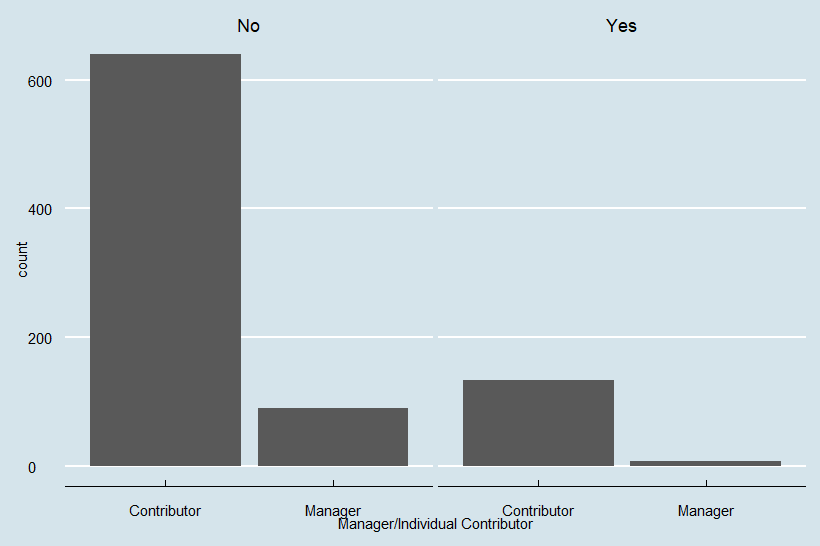 No Yes
600
400
count
200
0
Contributor Manager Contributor Manager
Manager/Individual Contributor